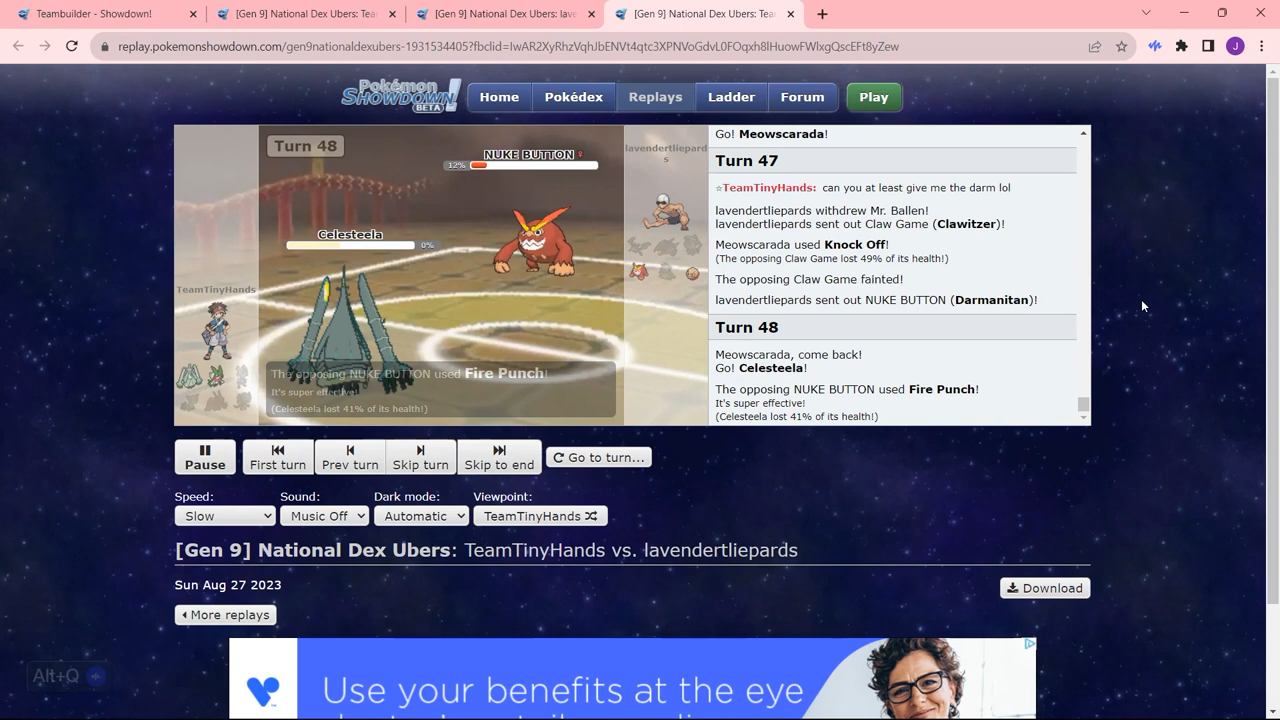 Teambuilder - Showdown!
[Gen 9] National Dex Ubers: Tea
[Gen 9] National Dex Ubers: lave
[Gen 9] National Dex Ubers: Tea
replay.pokemonshowdown.com/gen9nationaldexubers-1931534405?fbclid=IwAR2XyRhzVqhJbENVt4qtc3XPNVoGdvL0FOqxh8IHuowFWlxgQscEFt8yZew
J
Pokémon
SHOWDOWN!
BETA
Home
Pokédex
Replays
Ladder
Forum
Play
Turn 48
NUKE BUTTON ♀
12%
Celesteela
0%
TeamTinyHands
lavendertliepard
s
The opposing NUKE BUTTON used Fire Punch!
It's super effective!
(Celesteela lost 41% of its health!)
Go! Meowscarada!
Turn 47
☆TeamTinyHands: can you at least give me the darm lol
lavendertliepards withdrew Mr. Ballen!
lavendertliepards sent out Claw Game (Clawitzer)!
Meowscarada used Knock Off!
(The opposing Claw Game lost 49% of its health!)
The opposing Claw Game fainted!
lavendertliepards sent out NUKE BUTTON (Darmanitan)!
Turn 48
Meowscarada, come back!
Go! Celesteela!
The opposing NUKE BUTTON used Fire Punch!
It's super effective!
(Celesteela lost 41% of its health!)
Pause
First turn
Prev turn
Skip turn
Skip to end
Go to turn...
Speed:
Sound:
Dark mode:
Viewpoint:
Slow
Music Off
Automatic
TeamTinyHands
[Gen 9] National Dex Ubers: TeamTinyHands vs. lavendertliepards
Sun Aug 27 2023
Download
More replays
Alt+Q
Use your benefits at the eye